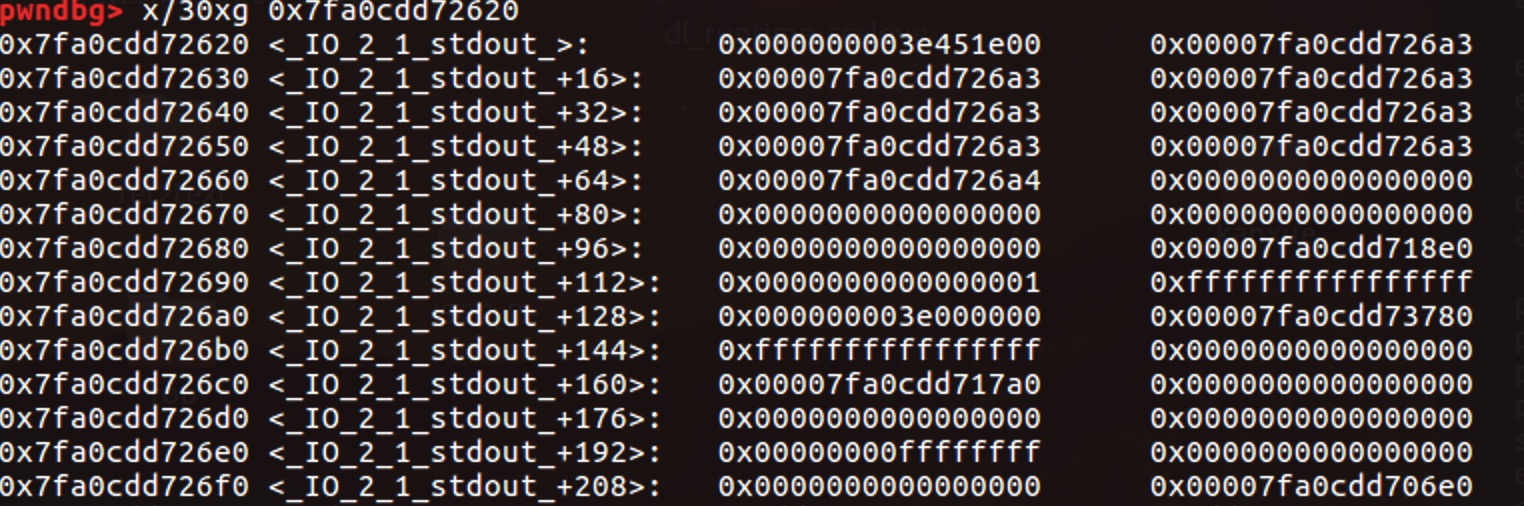 pwndbg> x/30xg 0x7fa0cdd72620
0x7fa0cdd72620 <_IO_2_1_stdout_>: 0x000000003e451e00 0x00007fa0cdd726a3
0x7fa0cdd72630 <_IO_2_1_stdout_+16>: 0x00007fa0cdd726a3 0x00007fa0cdd726a3
0x7fa0cdd72640 <_IO_2_1_stdout_+32>: 0x00007fa0cdd726a3 0x00007fa0cdd726a3
0x7fa0cdd72650 <_IO_2_1_stdout_+48>: 0x00007fa0cdd726a3 0x00007fa0cdd726a3
0x7fa0cdd72660 <_IO_2_1_stdout_+64>: 0x00007fa0cdd726a4 0x0000000000000000
0x7fa0cdd72670 <_IO_2_1_stdout_+80>: 0x0000000000000000 0x0000000000000000
0x7fa0cdd72680 <_IO_2_1_stdout_+96>: 0x0000000000000000 0x00007fa0cdd718e0
0x7fa0cdd72690 <_IO_2_1_stdout_+112>: 0x0000000000000001 0xffffffffffffffff
0x7fa0cdd726a0 <_IO_2_1_stdout_+128>: 0x000000003e000000 0x00007fa0cdd73780
0x7fa0cdd726b0 <_IO_2_1_stdout_+144>: 0xffffffffffffffff 0x0000000000000000
0x7fa0cdd726c0 <_IO_2_1_stdout_+160>: 0x00007fa0cdd717a0 0x0000000000000000
0x7fa0cdd726d0 <_IO_2_1_stdout_+176>: 0x0000000000000000 0x0000000000000000
0x7fa0cdd726e0 <_IO_2_1_stdout_+192>: 0x00000000ffffffff 0x0000000000000000
0x7fa0cdd726f0 <_IO_2_1_stdout_+208>: 0x0000000000000000 0x00007fa0cdd706e0